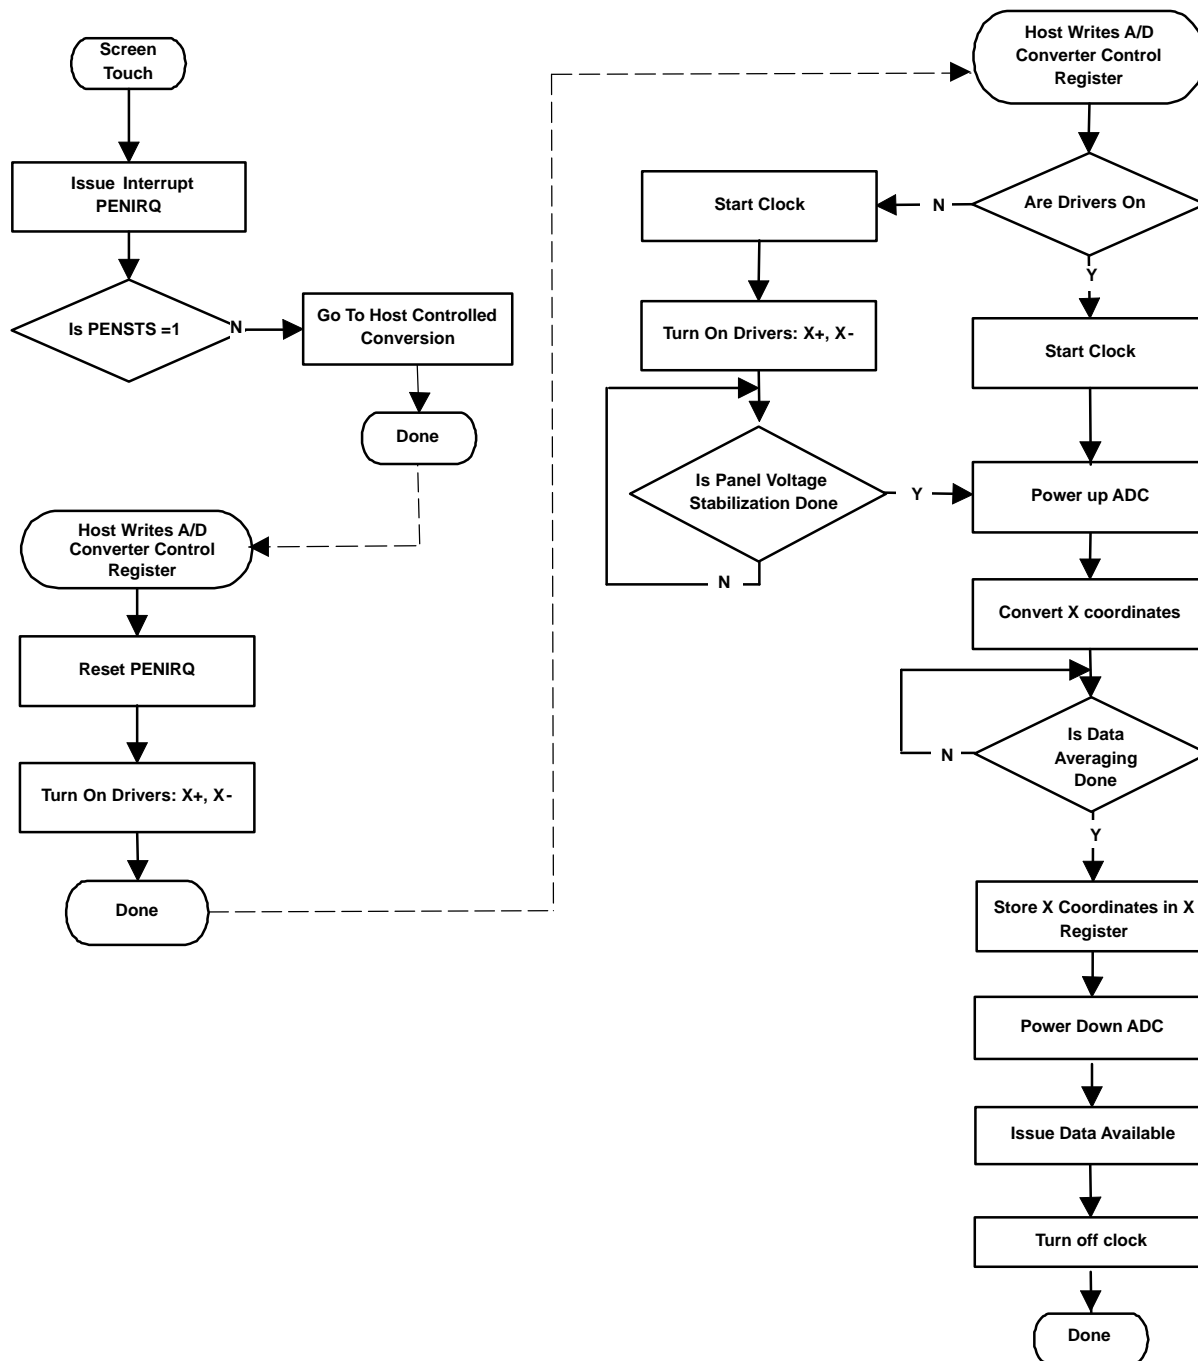 Screen
Touch
Issue Interrupt
PENIRQ
Is PENSTS =1
N
Go To Host Controlled
Conversion
Done
Host Writes A/D
Converter Control
Register
Reset PENIRQ
Turn On Drivers: X+, X-
Done
Host Writes A/D
Converter Control
Register
Are Drivers On
N
Y
Start Clock
Turn On Drivers: X+, X-
Is Panel Voltage
Stabilization Done
N
Y
Start Clock
Power up ADC
Convert X coordinates
Is Data
Averaging
Done
N
Y
Store X Coordinates in X
Register
Power Down ADC
Issue Data Available
Turn off clock
Done